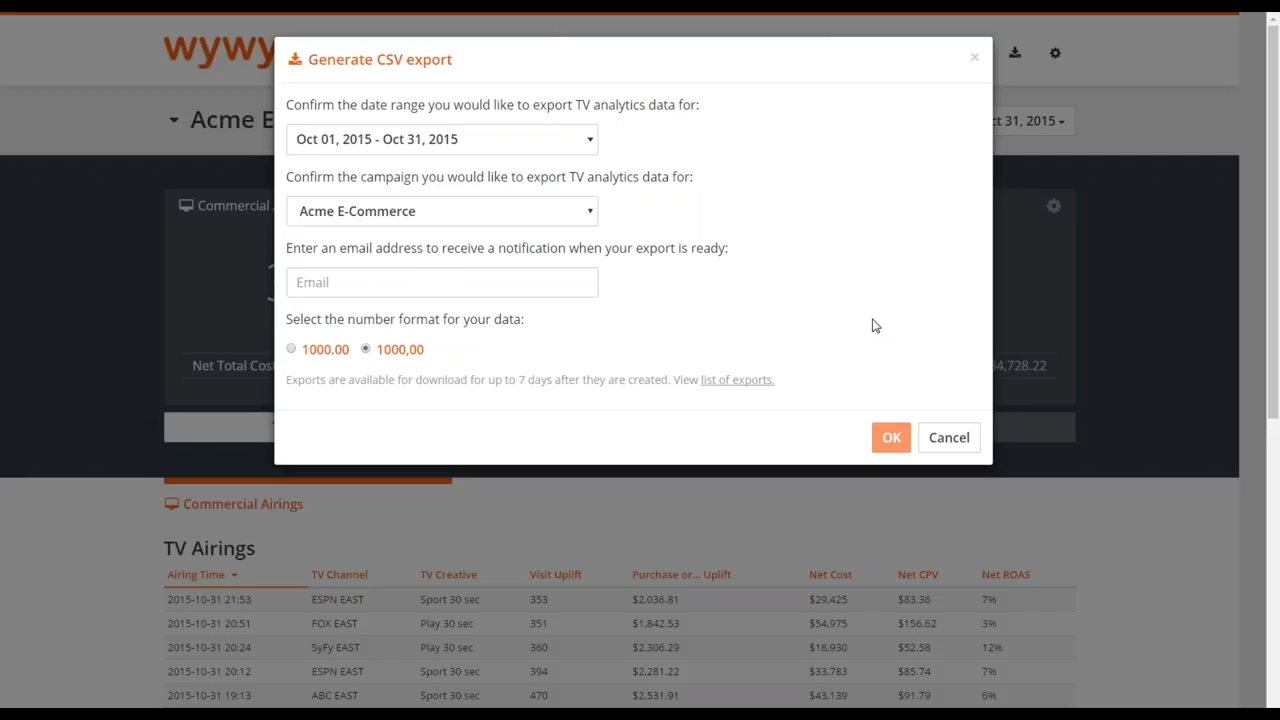 wywy
Generate CSV export
×
Confirm the date range you would like to export TV analytics data for:
Acme E
Oct 01, 2015 - Oct 31, 2015
ct 31, 2015
Confirm the campaign you would like to export TV analytics data for:
Commercial
Acme E-Commerce
Enter an email address to receive a notification when your export is ready:
Email
Select the number format for your data:
1000.00 1000,00
Net Total Cost
4,728.22
Exports are available for download for up to 7 days after they are created. View list of exports.
OK Cancel
Commercial Airings
TV Airings
Airing Time TV Channel TV Creative Visit Uplift Purchase or... Uplift Net Cost Net CPV Net ROAS
2015-10-31 21:53 ESPN EAST Sport 30 sec 353 $2,036.81 $29,425 $83.36 7%
2015-10-31 20:51 FOX EAST Play 30 sec 351 $1,842.53 $54,975 $156.62 3%
2015-10-31 20:24 SyFy EAST Play 30 sec 360 $2,306.29 $18,930 $52.58 12%
2015-10-31 20:12 ESPN EAST Sport 30 sec 394 $2,281.22 $33,783 $85.74 7%
2015-10-31 19:13 ABC EAST Sport 30 sec 470 $2,531.91 $43,139 $91.79 6%